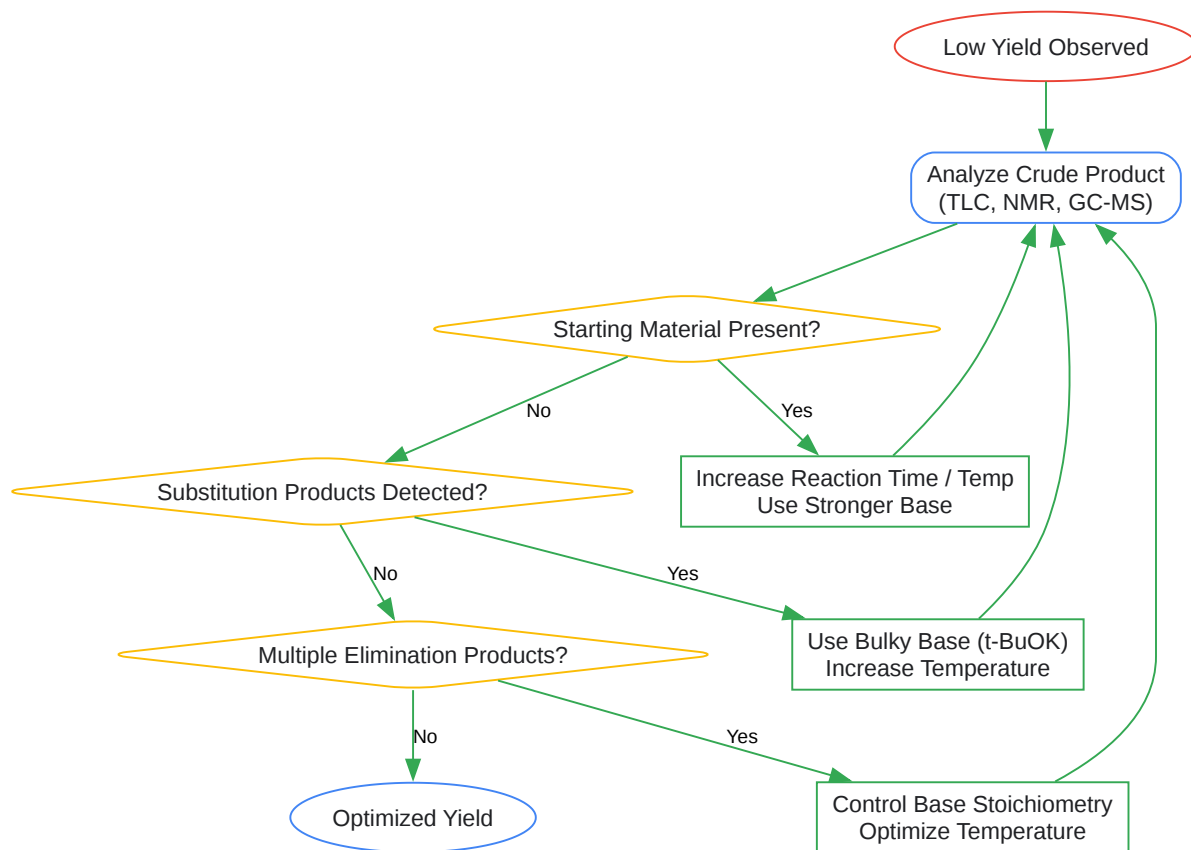 Low Yield Observed
Analyze Crude Product
(TLC, NMR, GC-MS)
Starting Material Present?
No
Yes
Increase Reaction Time / Temp
Use Stronger Base
Substitution Products Detected?
No
Yes
Use Bulky Base (t-BuOK)
Increase Temperature
Multiple Elimination Products?
No
Yes
Optimized Yield
Control Base Stoichiometry
Optimize Temperature